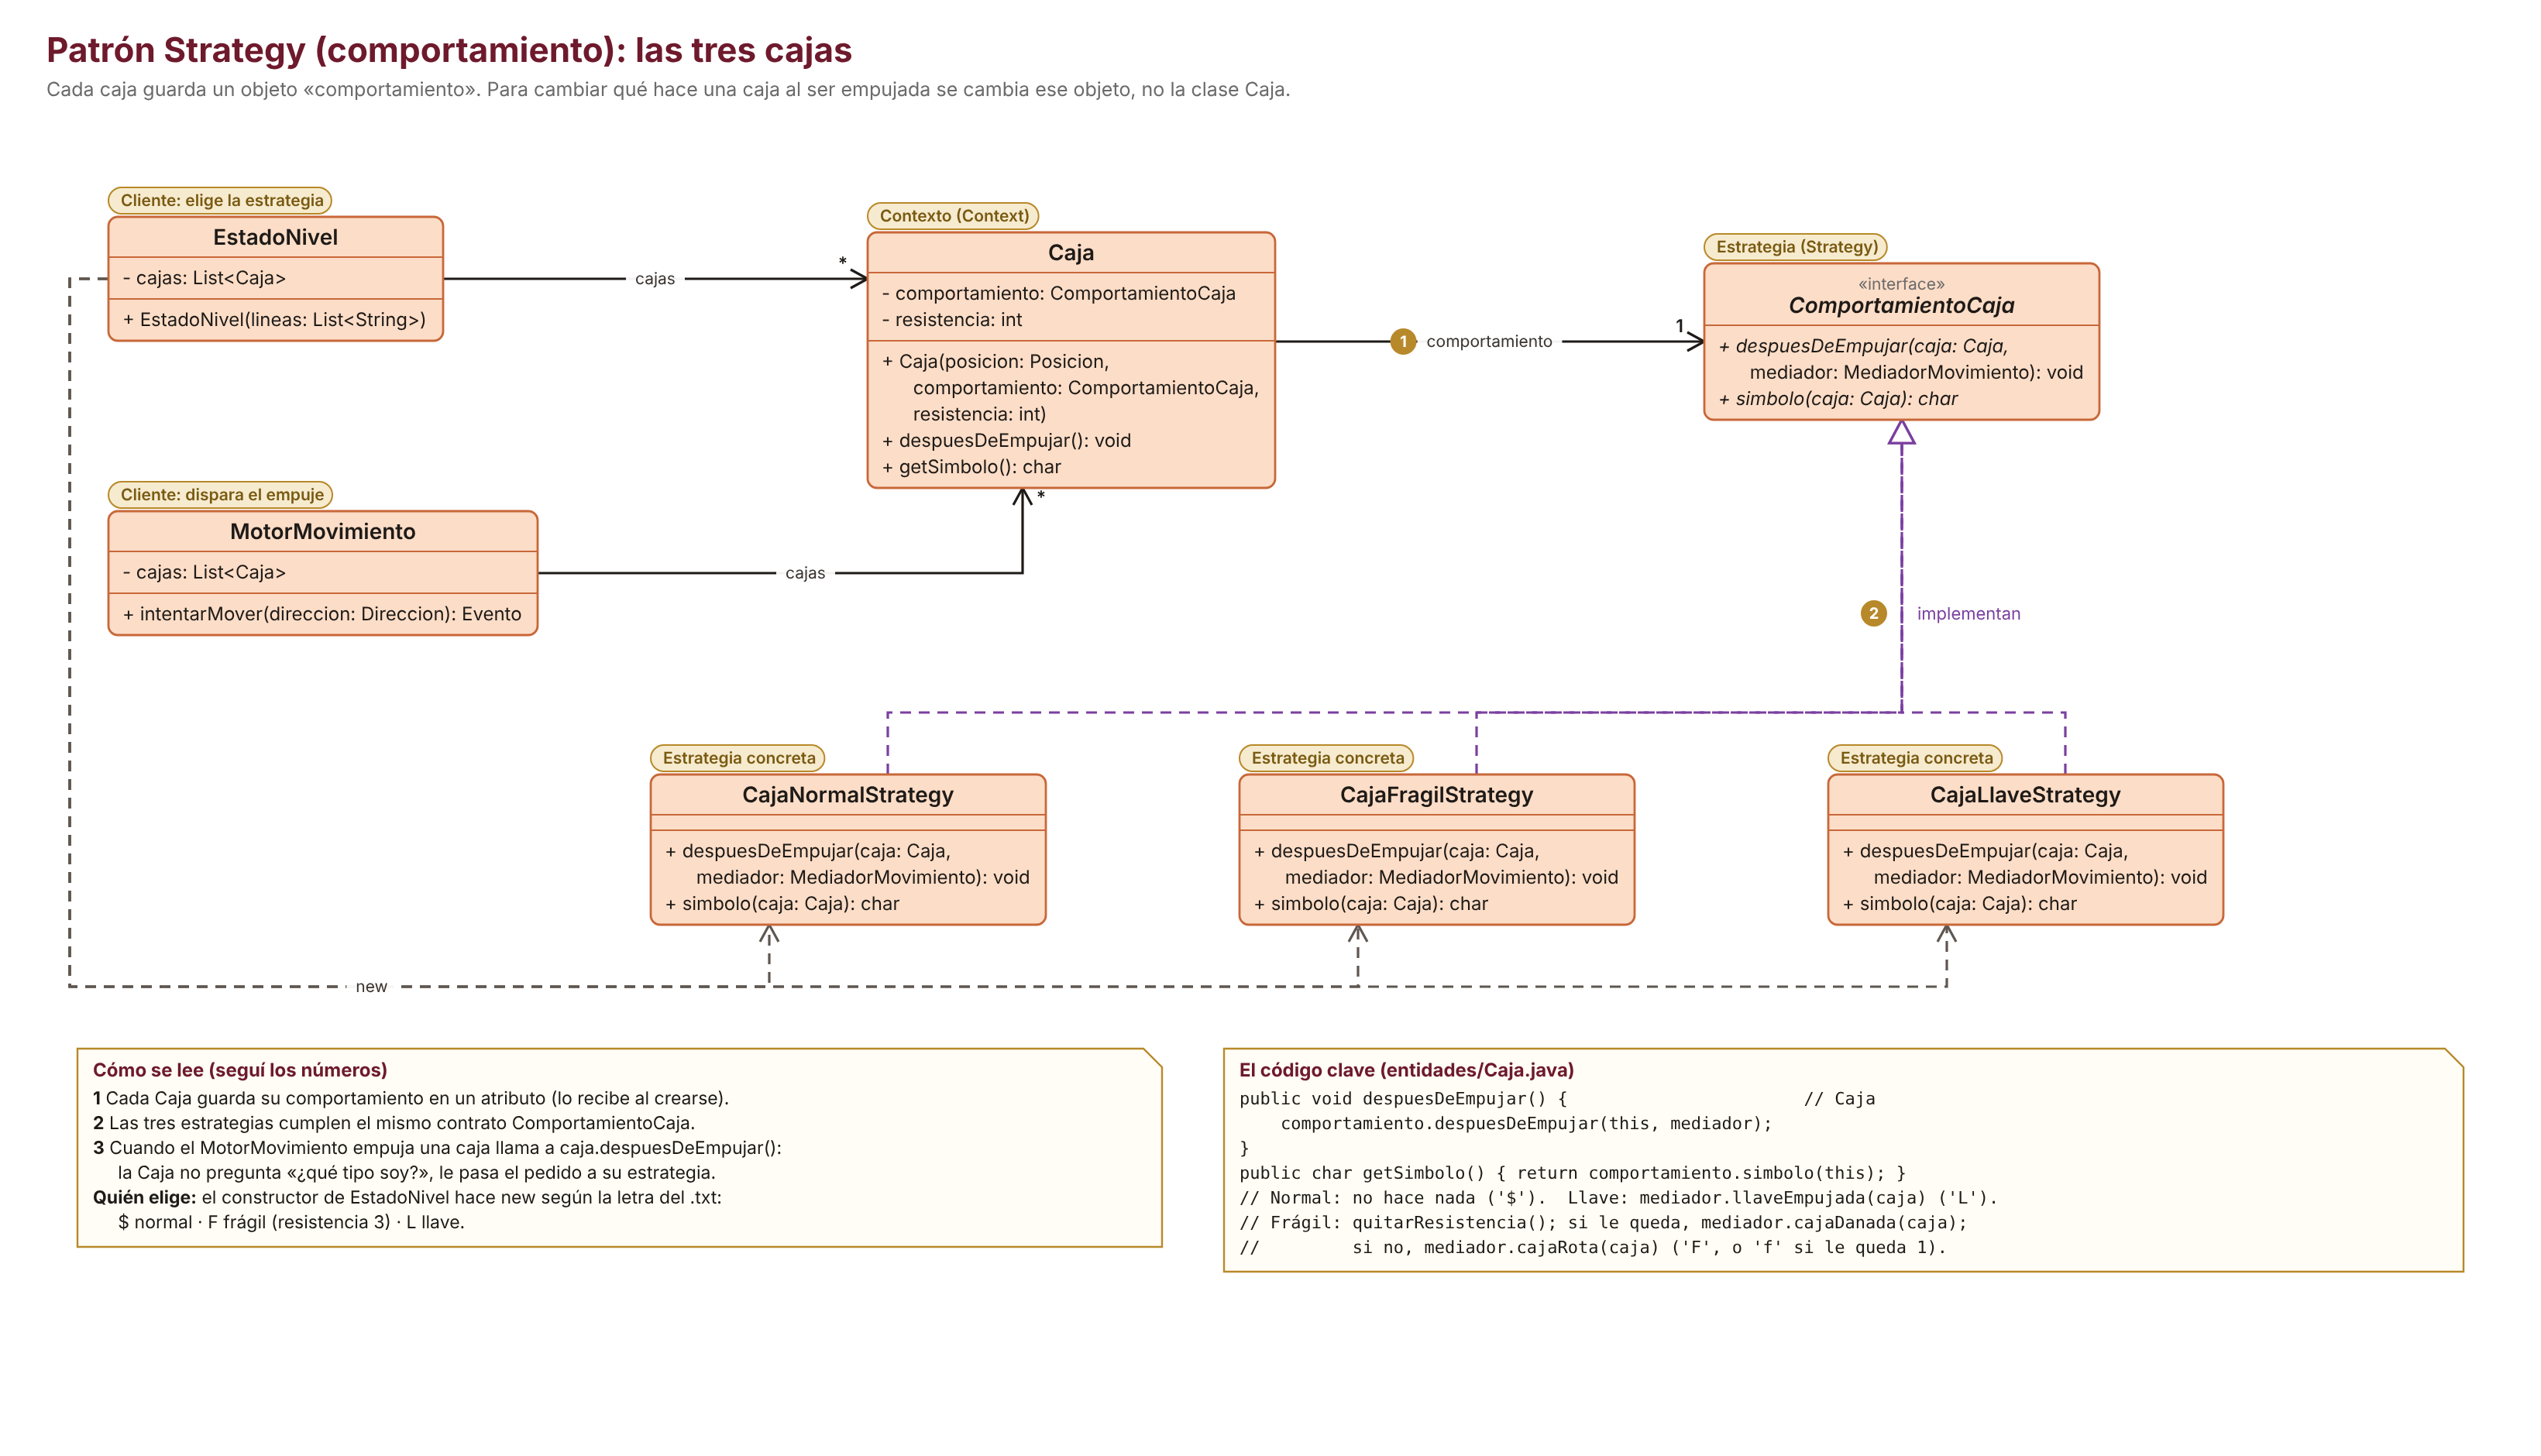 Patrón Strategy (comportamiento): las tres cajas
Cada caja guarda un objeto «comportamiento». Para cambiar qué hace una caja al ser empujada se cambia ese objeto, no la clase Caja.
Cliente: elige la estrategia
EstadoNivel
- cajas: List<Caja>
+ EstadoNivel(lineas: List<String>)
cajas
*
Contexto (Context)
Caja
- comportamiento: ComportamientoCaja
- resistencia: int
+ Caja(posicion: Posicion,
comportamiento: ComportamientoCaja,
resistencia: int)
+ despuesDeEmpujar(): void
+ getSimbolo(): char
1
comportamiento
1
Estrategia (Strategy)
«interface»
ComportamientoCaja
+ despuesDeEmpujar(caja: Caja,
mediador: MediadorMovimiento): void
+ simbolo(caja: Caja): char
Cliente: dispara el empuje
MotorMovimiento
- cajas: List<Caja>
+ intentarMover(direccion: Direccion): Evento
cajas
*
2
implementan
Estrategia concreta
CajaNormalStrategy
+ despuesDeEmpujar(caja: Caja,
mediador: MediadorMovimiento): void
+ simbolo(caja: Caja): char
Estrategia concreta
CajaFragilStrategy
+ despuesDeEmpujar(caja: Caja,
mediador: MediadorMovimiento): void
+ simbolo(caja: Caja): char
Estrategia concreta
CajaLlaveStrategy
+ despuesDeEmpujar(caja: Caja,
mediador: MediadorMovimiento): void
+ simbolo(caja: Caja): char
new
Cómo se lee (seguí los números)
1 Cada Caja guarda su comportamiento en un atributo (lo recibe al crearse).
2 Las tres estrategias cumplen el mismo contrato ComportamientoCaja.
3 Cuando el MotorMovimiento empuja una caja llama a caja.despuesDeEmpujar():
la Caja no pregunta «¿qué tipo soy?», le pasa el pedido a su estrategia.
Quién elige: el constructor de EstadoNivel hace new según la letra del .txt:
$ normal · F frágil (resistencia 3) · L llave.
El código clave (entidades/Caja.java)
public void despuesDeEmpujar() { // Caja
comportamiento.despuesDeEmpujar(this, mediador);
}
public char getSimbolo() { return comportamiento.simbolo(this); }
// Normal: no hace nada ('$'). Llave: mediador.llaveEmpujada(caja) ('L').
// Frágil: quitarResistencia(); si le queda, mediador.cajaDanada(caja);
// si no, mediador.cajaRota(caja) ('F', o 'f' si le queda 1).